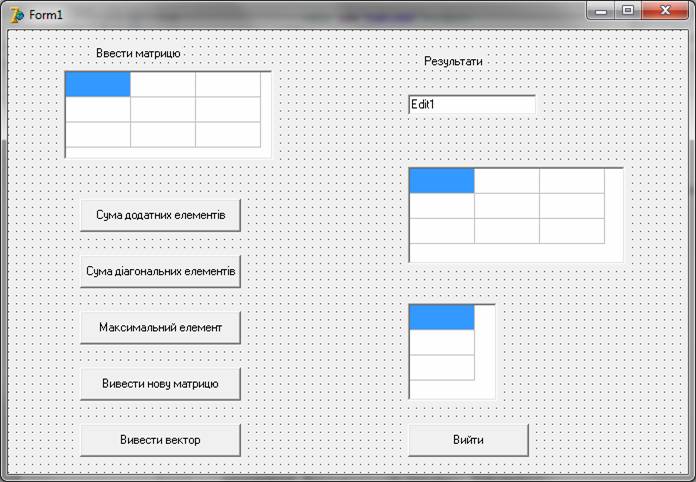 Form1
Ввести матрицю
Результати
Edit1
Сума додатних елементів
Сума діагональних елементів
Максимальний елемент
Вивести нову матрицю
Вивести вектор
Вийти